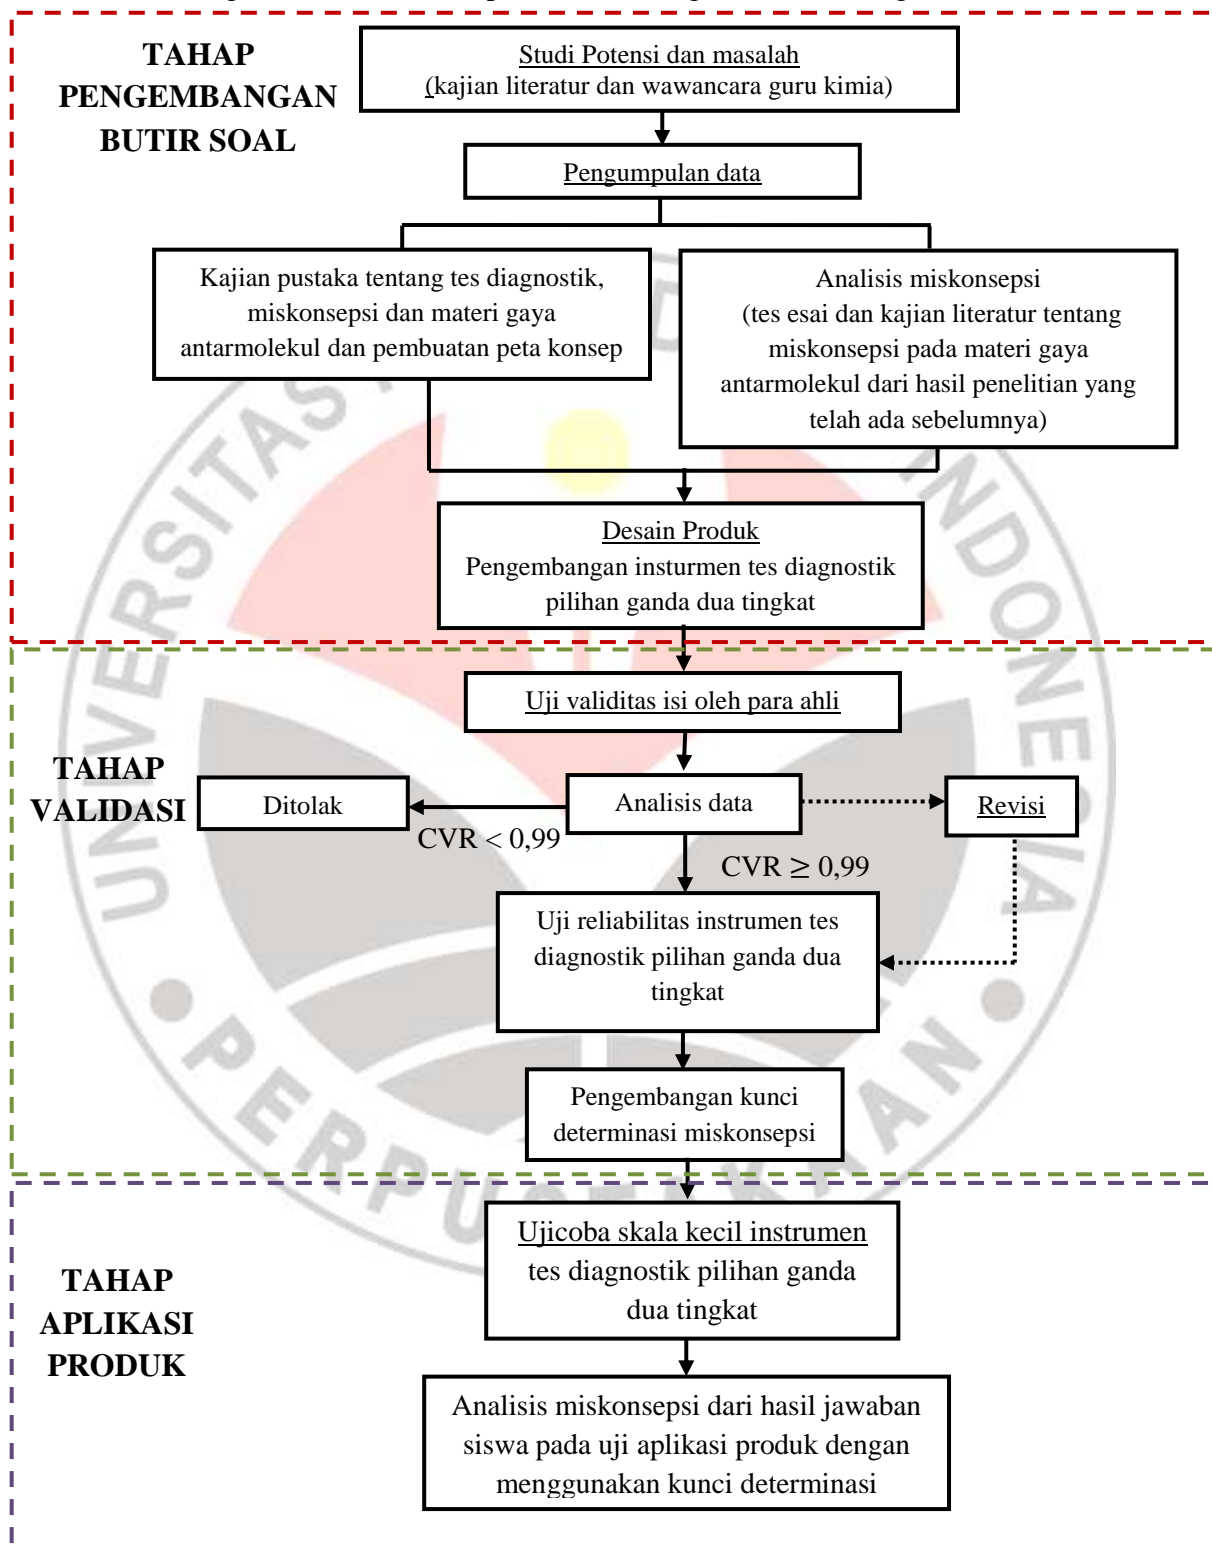 TAHAP
PENGEMBANGAN
BUTIR SOAL
Studi Potensi dan masalah
(kajian literatur dan wawancara guru kimia)
Pengumpulan data
Kajian pustaka tentang tes diagnostik,
miskonsepsi dan materi gaya
antarmolekul dan pembuatan peta konsep
Analisis miskonsepsi
(tes esai dan kajian literatur tentang
miskonsepsi pada materi gaya
antarmolekul dari hasil penelitian yang
telah ada sebelumnya)
Desain Produk
Pengembangan insturmen tes diagnostik
pilihan ganda dua tingkat
Uji validitas isi oleh para ahli
TAHAP
VALIDASI
Ditolak
Analisis data
Revisi
CVR < 0,99
CVR ≥ 0,99
Uji reliabilitas instrumen tes
diagnostik pilihan ganda dua
tingkat
Pengembangan kunci
determinasi miskonsepsi
TAHAP
APLIKASI
PRODUK
Ujicoba skala kecil instrumen
tes diagnostik pilihan ganda
dua tingkat
Analisis miskonsepsi dari hasil jawaban
siswa pada uji aplikasi produk dengan
menggunakan kunci determinasi
UNIVERSITAS
INDONESIA
PERPUSTAKAAN